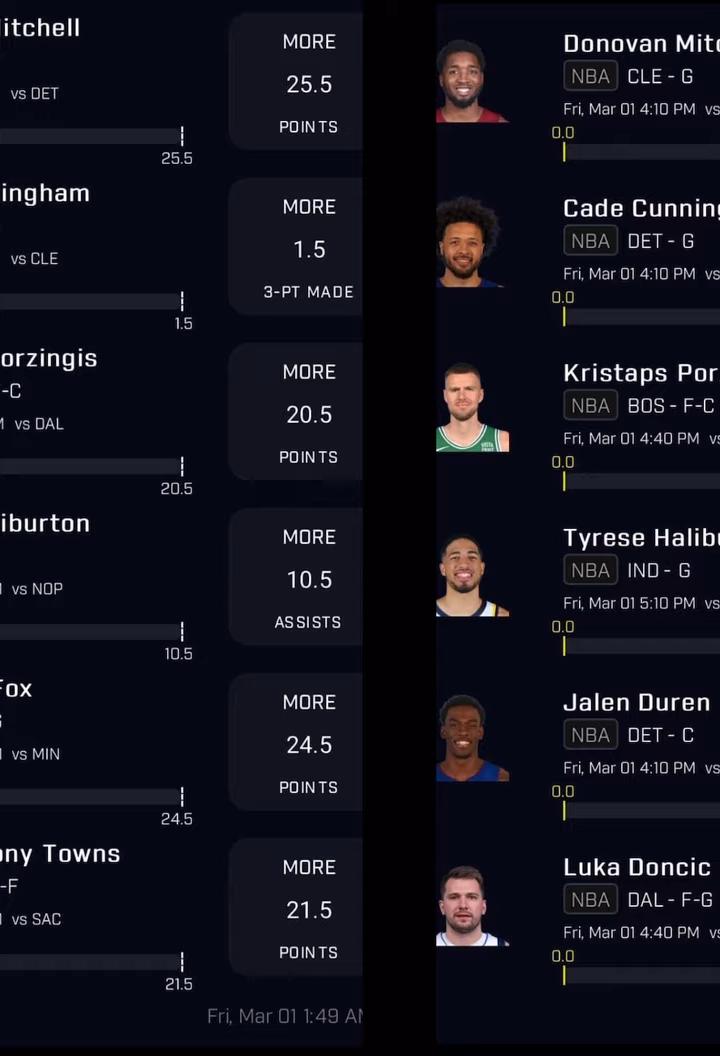 itchell
MORE
25.5
POINTS
vs DET
25.5
ingham
MORE
1.5
3-PT MADE
vs CLE
1.5
orzingis
-C
MORE
20.5
POINTS
vs DAL
20.5
iburton
MORE
10.5
ASSISTS
vs NOP
10.5
Fox
MORE
24.5
POINTS
vs MIN
24.5
ony Towns
-F
MORE
21.5
POINTS
vs SAC
21.5
Fri, Mar 01 1:49 AM
Donovan Mitc
NBA CLE - G
Fri, Mar 01 4:10 PM vs
0.0
Cade Cunning
NBA DET - G
Fri, Mar 01 4:10 PM vs
0.0
Kristaps Por
NBA BOS - F-C
Fri, Mar 01 4:40 PM vs
0.0
Tyrese Halibu
NBA IND - G
Fri, Mar 01 5:10 PM vs
0.0
Jalen Duren
NBA DET - C
Fri, Mar 01 4:10 PM vs
0.0
Luka Doncic
NBA DAL - F-G
Fri, Mar 01 4:40 PM vs
0.0